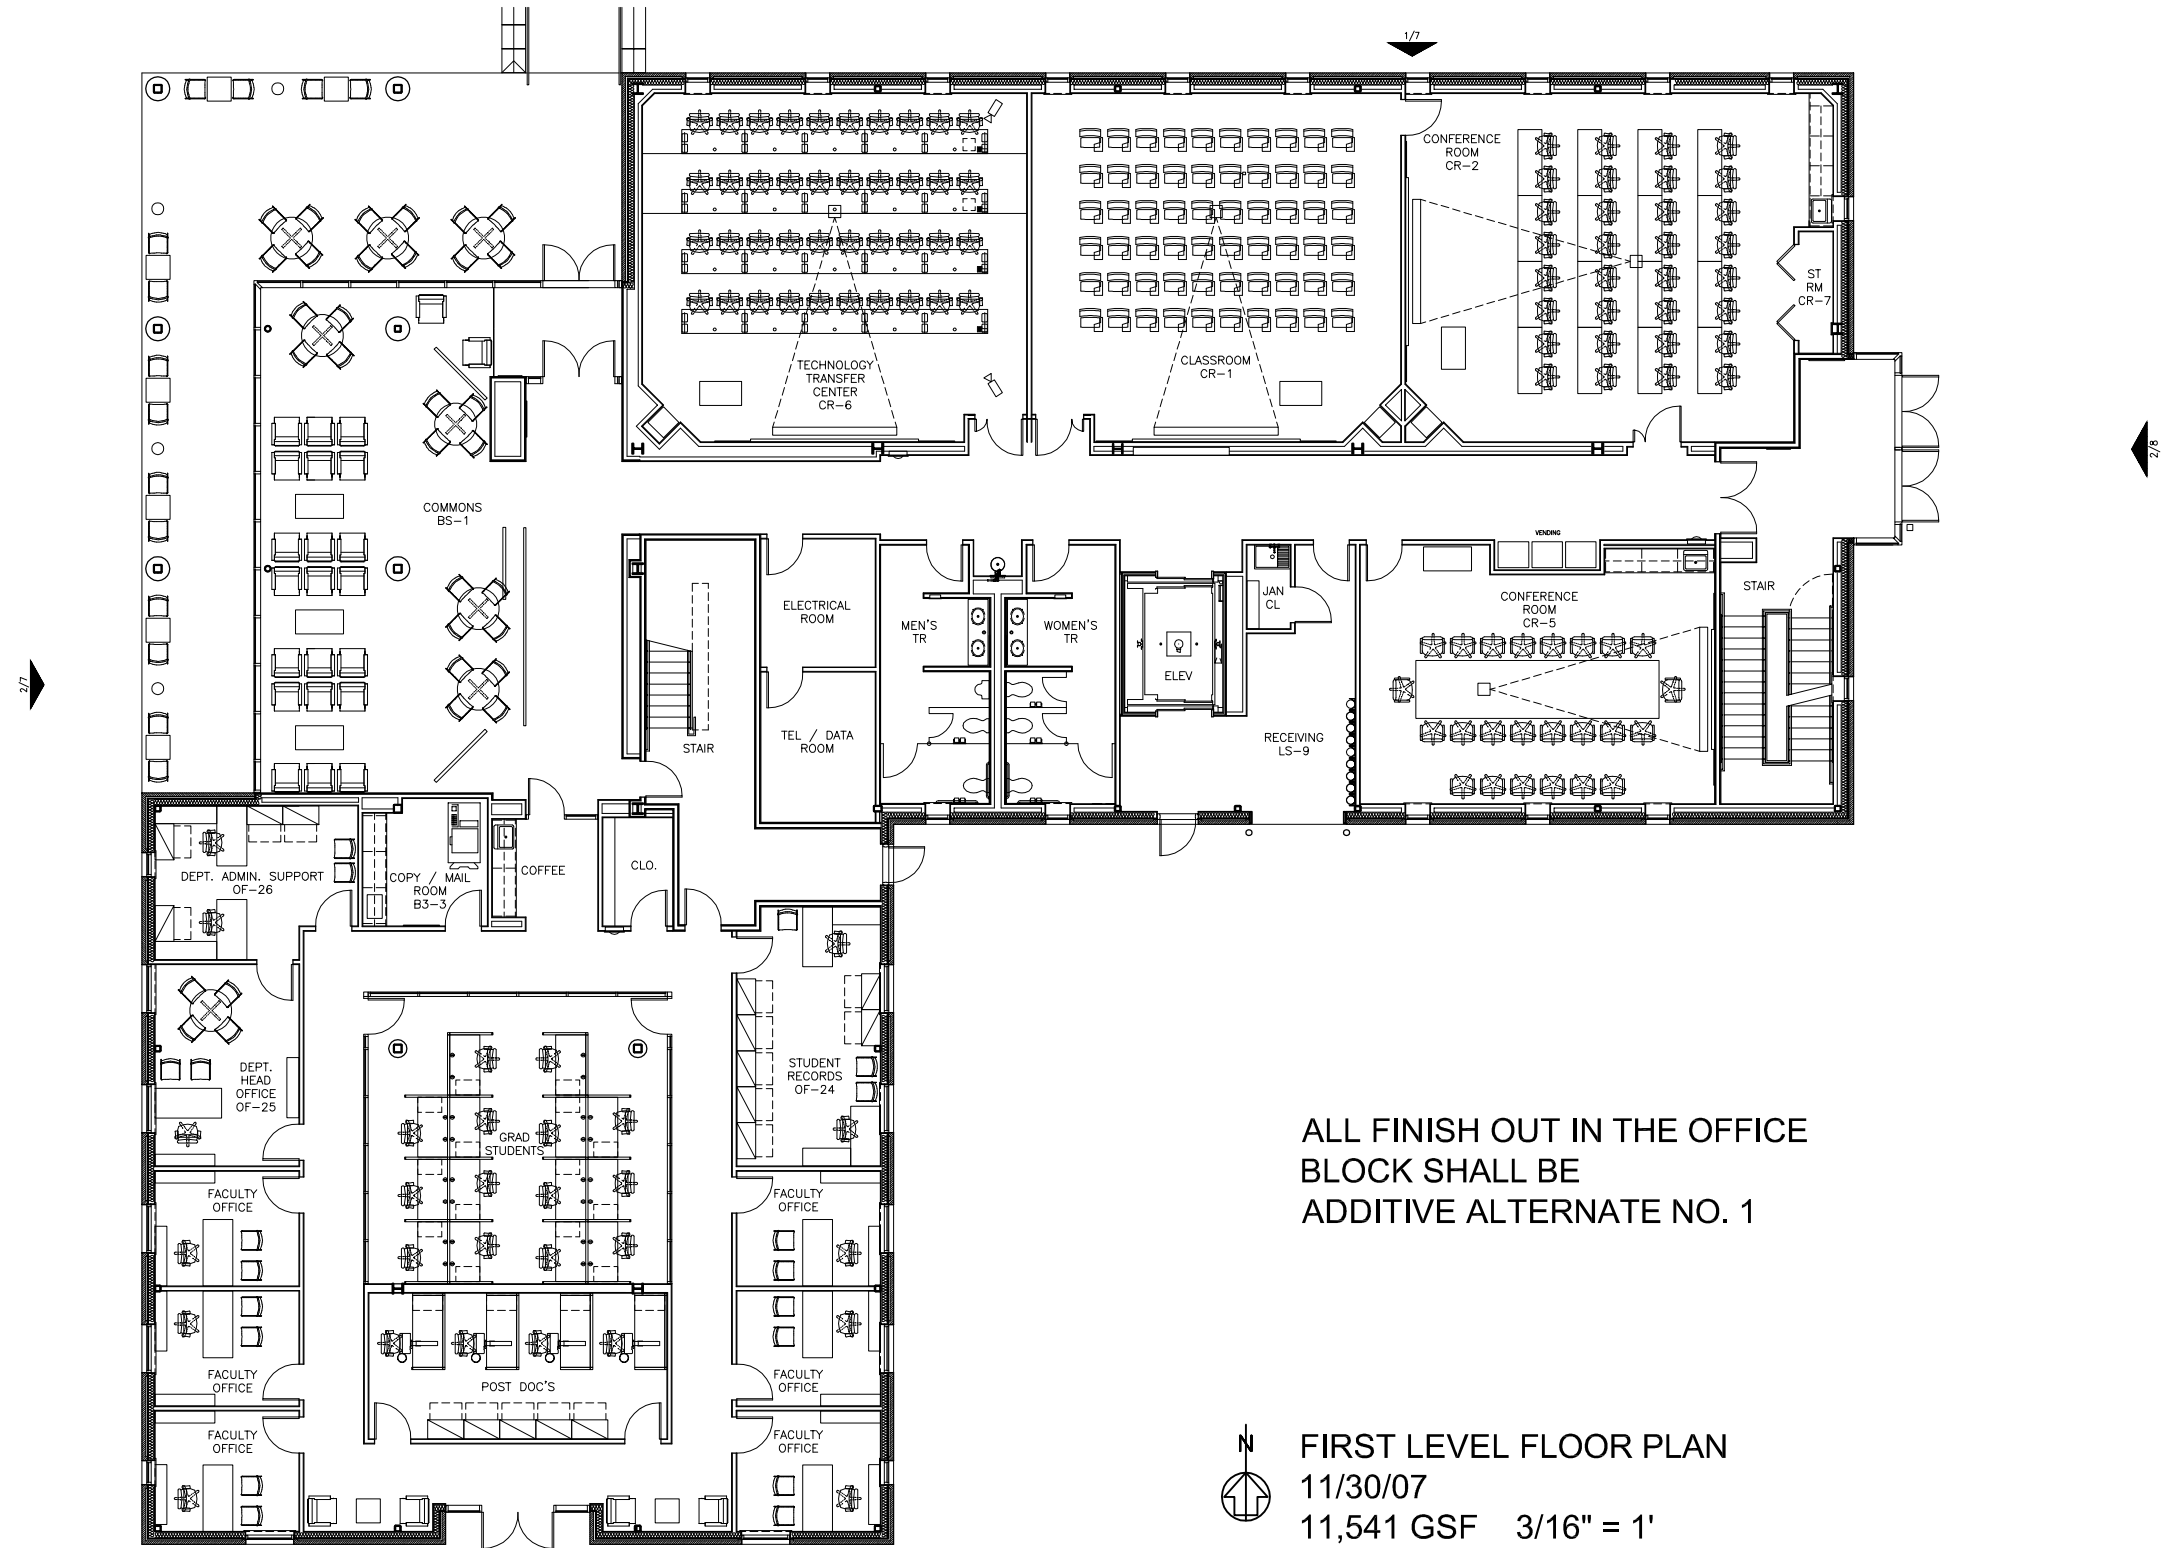 1/7
CONFERENCE
ROOM
CR-2
ST
RM
CR-7
TECHNOLOGY
TRANSFER
CENTER
CR-6
CLASSROOM
CR-1
2/8
COMMONS
BS-1
VENDING
ELECTRICAL
ROOM
MEN'S
TR
WOMEN'S
TR
JAN
CL
ELEV
CONFERENCE
ROOM
CR-5
STAIR
2/7
STAIR
TEL / DATA
ROOM
RECEIVING
LS-9
DEPT. ADMIN. SUPPORT
OF-26
COPY / MAIL
ROOM
B3-3
COFFEE
CLO.
DEPT.
HEAD
OFFICE
OF-25
GRAD
STUDENTS
STUDENT
RECORDS
OF-24
FACULTY
OFFICE
FACULTY
OFFICE
FACULTY
OFFICE
FACULTY
OFFICE
POST DOC'S
FACULTY
OFFICE
FACULTY
OFFICE
ALL FINISH OUT IN THE OFFICE
BLOCK SHALL BE
ADDITIVE ALTERNATE NO. 1
N
FIRST LEVEL FLOOR PLAN
11/30/07
11,541 GSF 3/16" = 1'